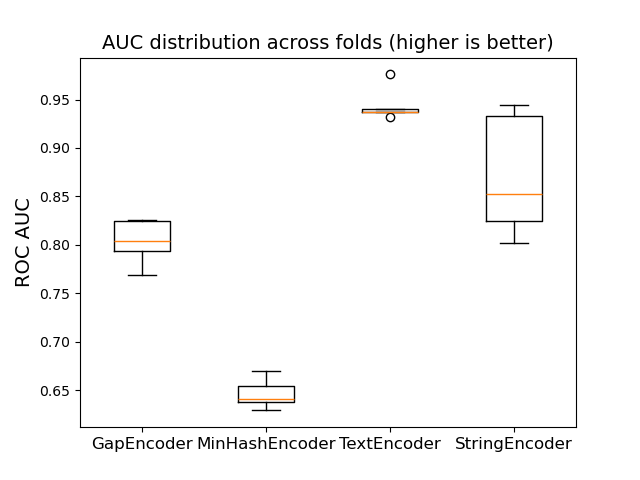 AUC distribution across folds (higher is better)
ROC AUC
0.95
0.90
0.85
0.80
0.75
0.70
0.65
GapEncoder MinHashEncoder TextEncoder StringEncoder